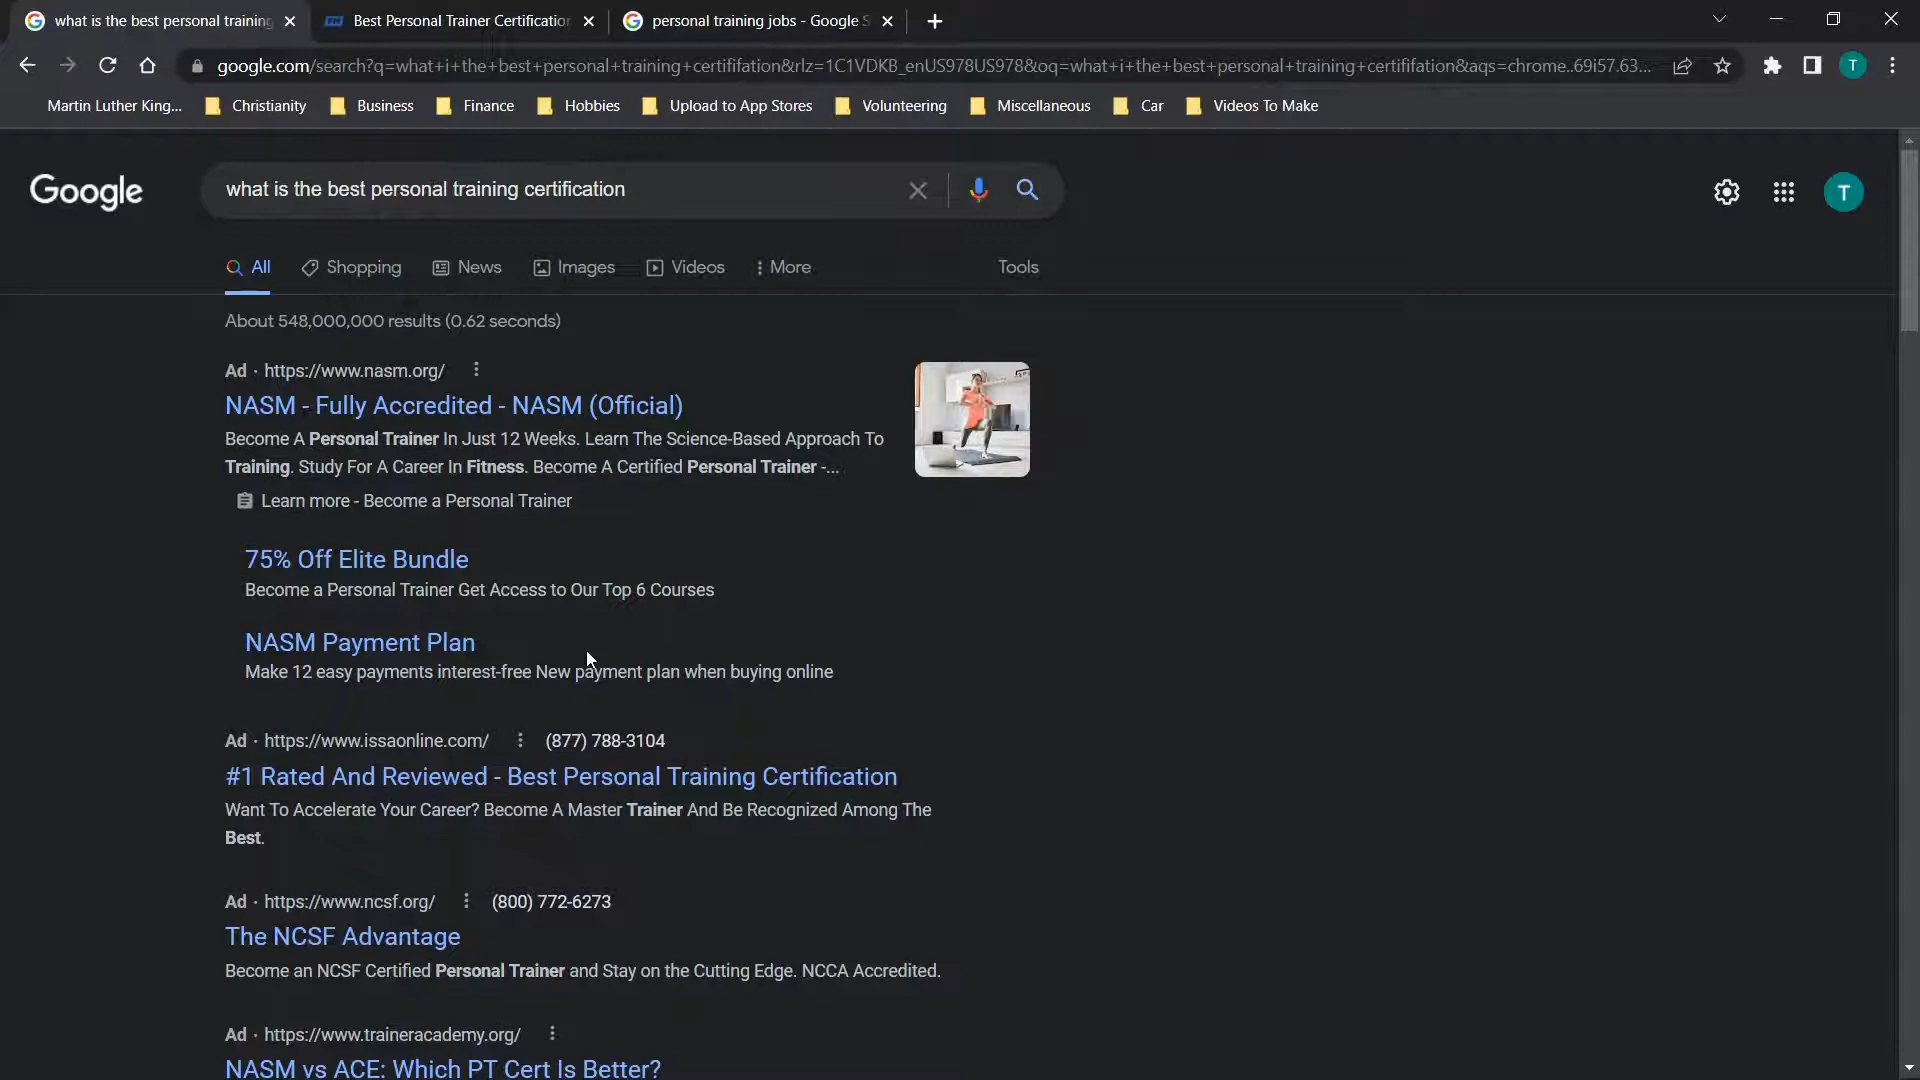 what is the best personal training
Best Personal Trainer Certification
personal training jobs - Google S
google.com/search?q=what+i+the+best+personal+training+certififation&rlz=1C1VDKB_enUS978US978&oq=what+i+the+best+personal+training+certififation&aqs=chrome..69i57.63...
T
Martin Luther King...
Christianity
Business
Finance
Hobbies
Upload to App Stores
Volunteering
Miscellaneous
Car
Videos To Make
Google
what is the best personal training certification
T
All
Shopping
News
Images
Videos
More
Tools
About 548,000,000 results (0.62 seconds)
Ad · https://www.nasm.org/
NASM - Fully Accredited - NASM (Official)
Become A Personal Trainer In Just 12 Weeks. Learn The Science-Based Approach To
Training. Study For A Career In Fitness. Become A Certified Personal Trainer -...
Learn more - Become a Personal Trainer
75% Off Elite Bundle
Become a Personal Trainer Get Access to Our Top 6 Courses
NASM Payment Plan
Make 12 easy payments interest-free New payment plan when buying online
Ad · https://www.issaonline.com/ (877) 788-3104
#1 Rated And Reviewed - Best Personal Training Certification
Want To Accelerate Your Career? Become A Master Trainer And Be Recognized Among The
Best.
Ad · https://www.ncsf.org/ (800) 772-6273
The NCSF Advantage
Become an NCSF Certified Personal Trainer and Stay on the Cutting Edge. NCCA Accredited.
Ad · https://www.traineracademy.org/
NASM vs ACE: Which PT Cert Is Better?